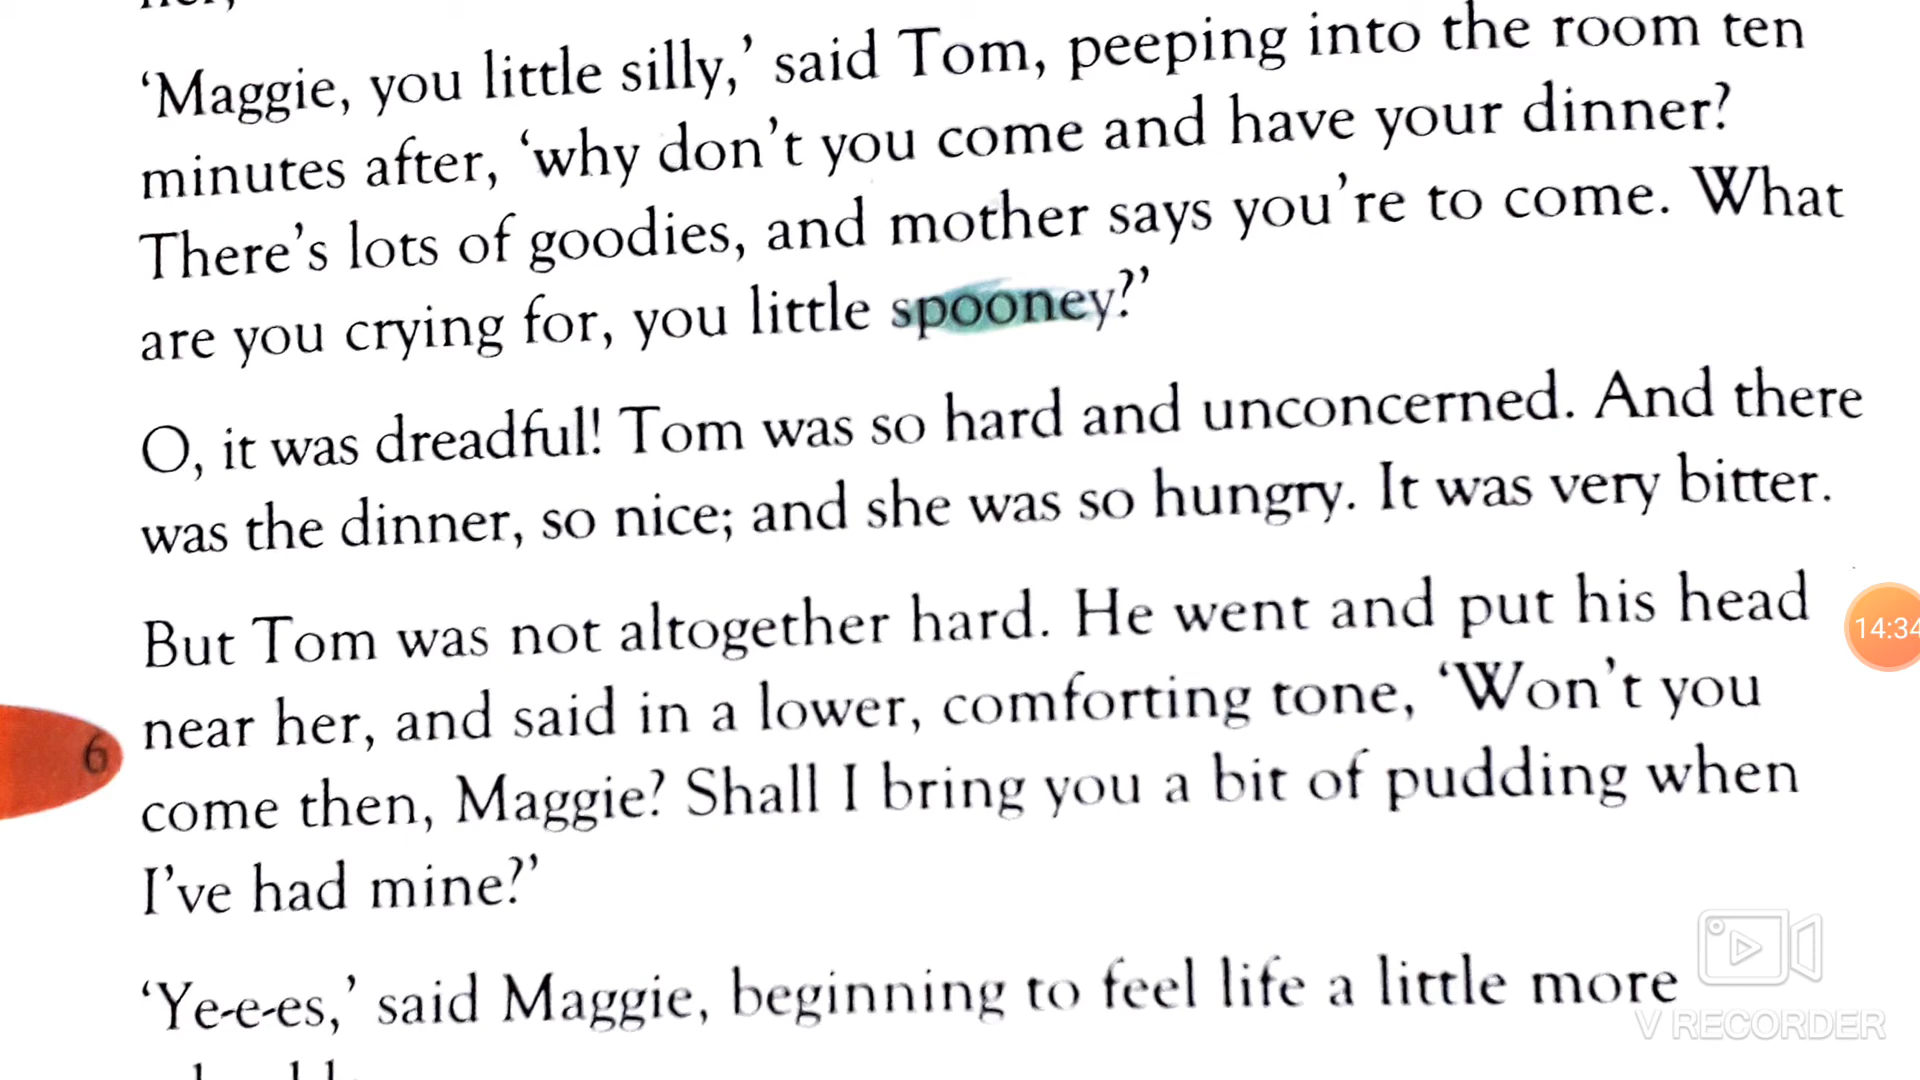 'Maggie, you little silly,' said Tom, peeping into the room ten
minutes after, 'why don't you come and have your dinner?
There's lots of goodies, and mother says you're to come. What
are you crying for, you little spooney?'
O, it was dreadful! Tom was so hard and unconcerned. And there
was the dinner, so nice; and she was so hungry. It was very bitter.
But Tom was not altogether hard. He went and put his head
near her, and said in a lower, comforting tone, 'Won't you
6
come then, Maggie? Shall I bring you a bit of pudding when
I've had mine?'
'Ye-e-es,' said Maggie, beginning to feel life a little more
14:34
V RECORDER